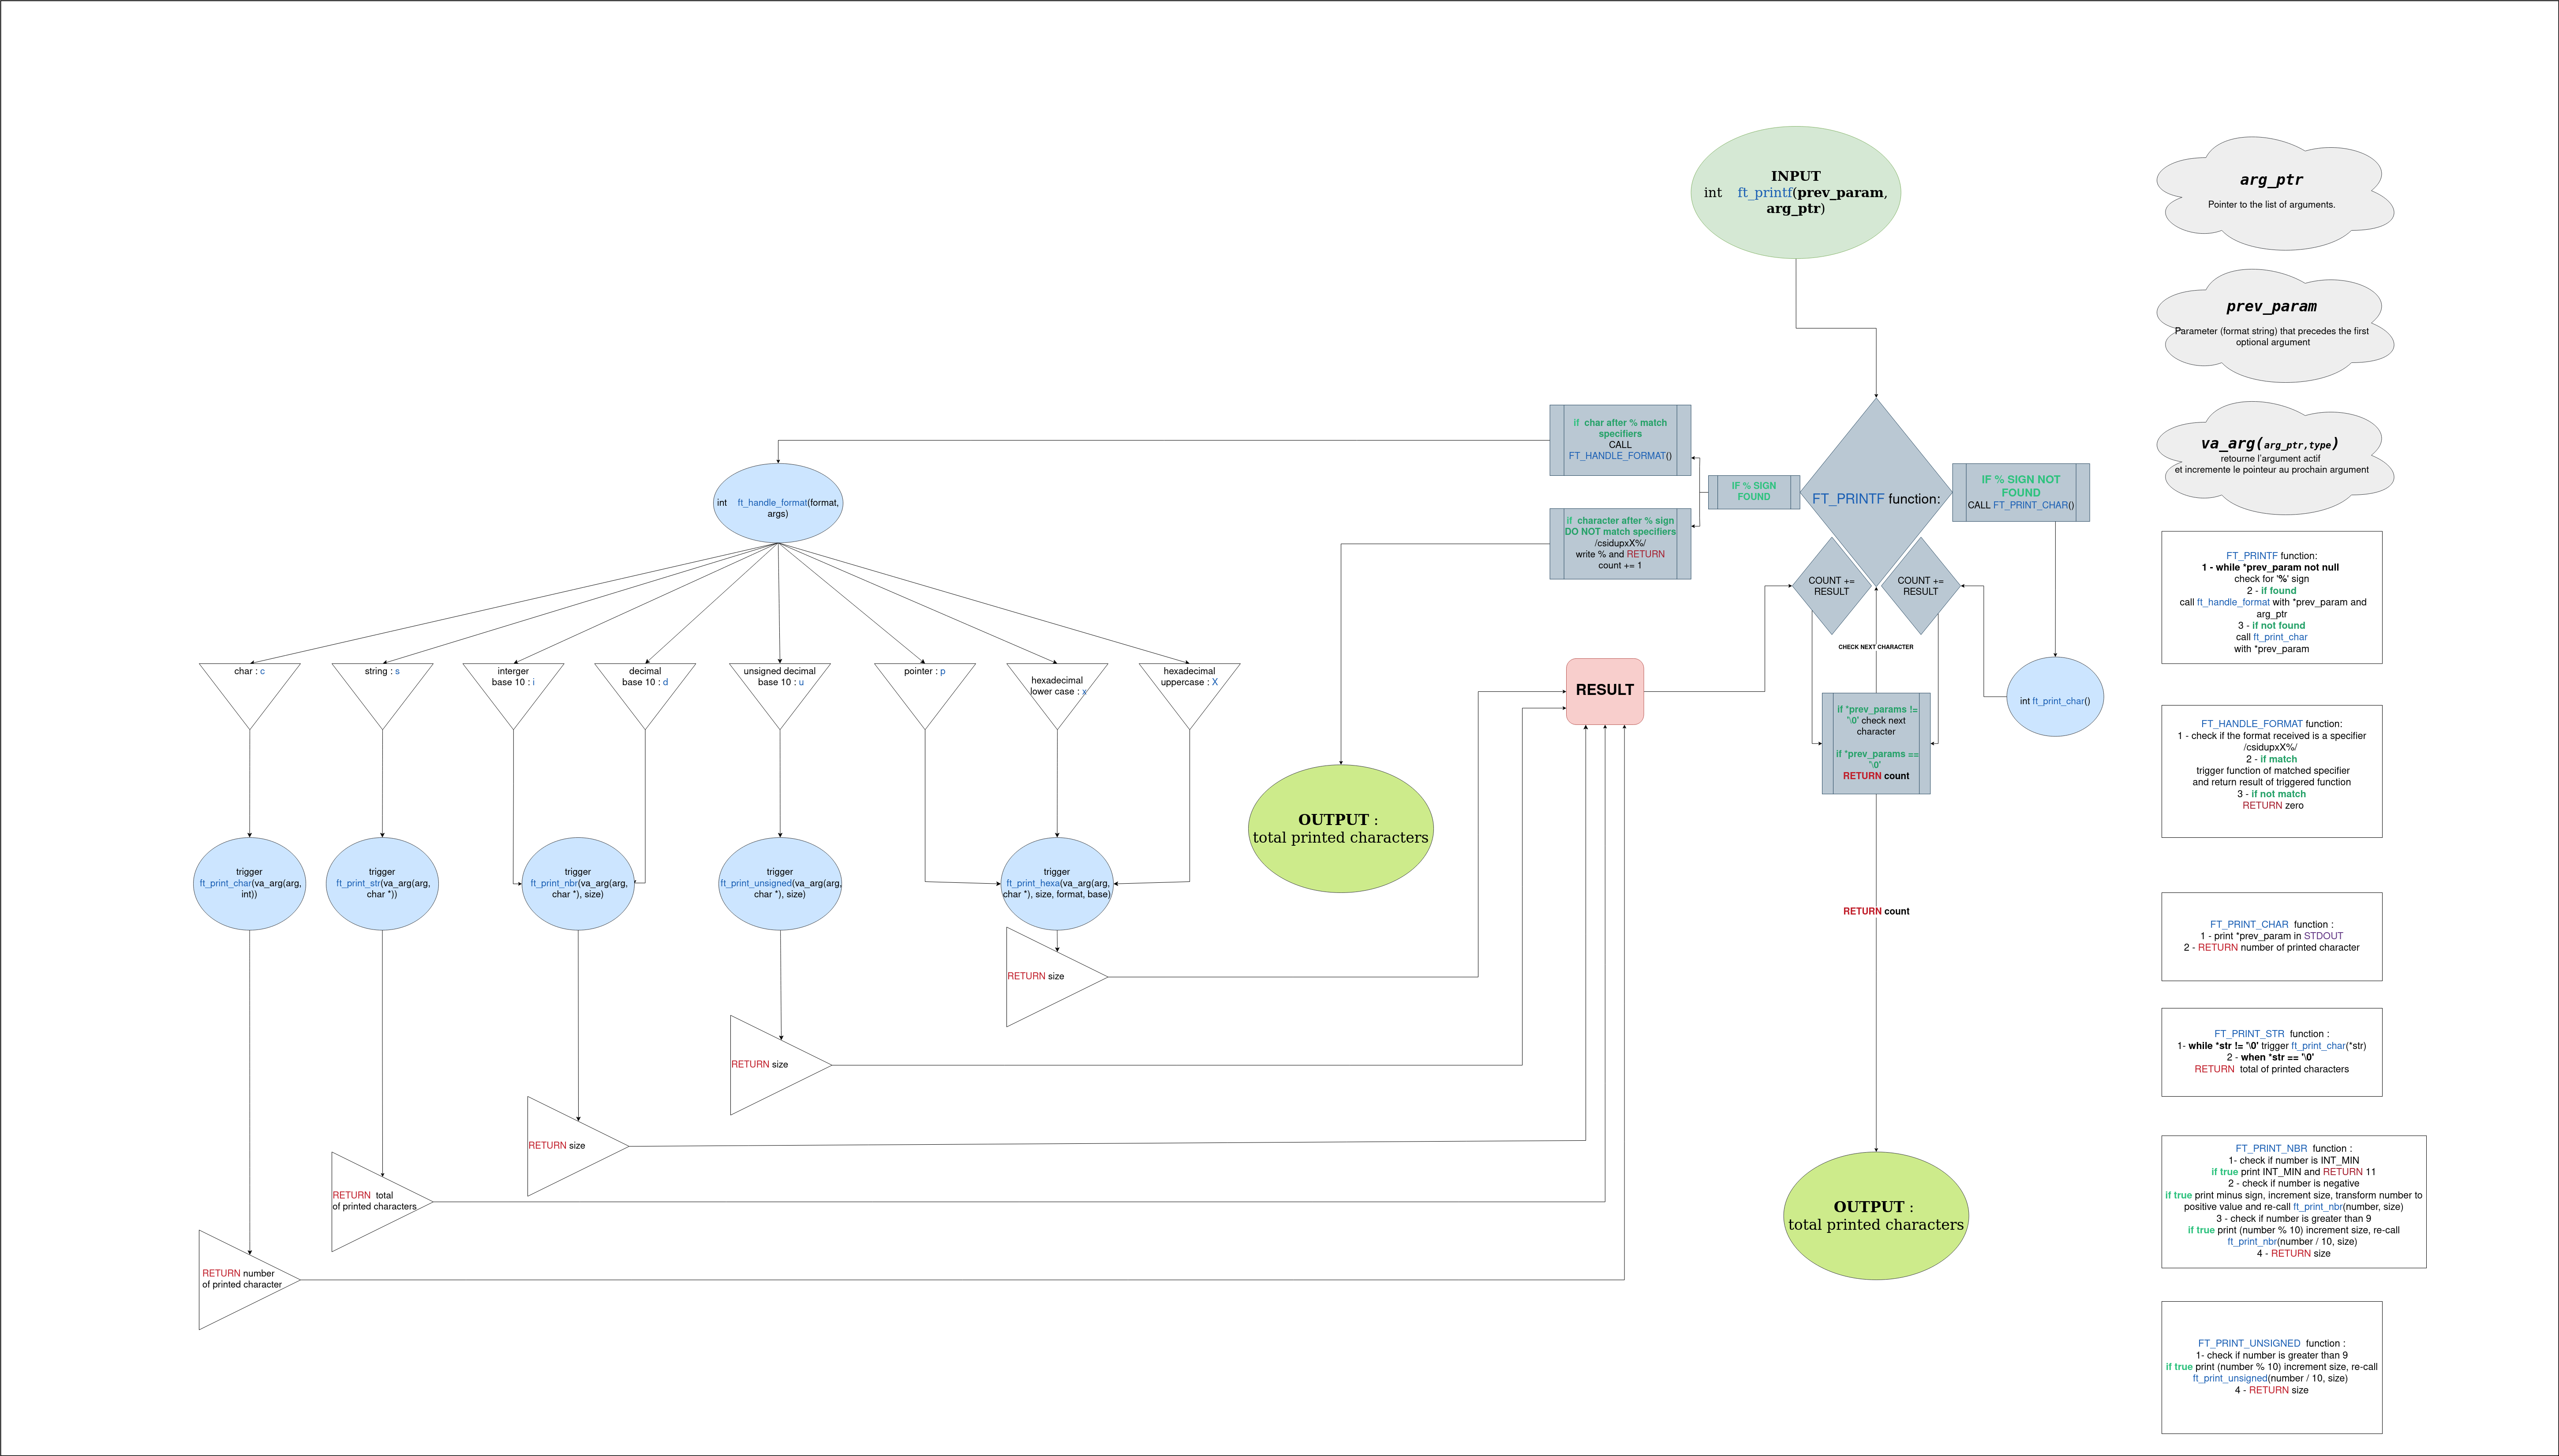 INPUT
int ft_printf(prev_param,
arg_ptr)
arg_ptr
Pointer to the list of arguments.
prev_param
Parameter (format string) that precedes the first
optional argument
va_arg(arg_ptr,type)
retourne l'argument actif
et incremente le pointeur au prochain argument
if char after % match
specifiers
CALL
FT_HANDLE_FORMAT()
IF % SIGN
FOUND
if character after % sign
DO NOT match specifiers
/csidupxX%/
write % and RETURN
count += 1
FT_PRINTF function:
IF % SIGN NOT
FOUND
CALL FT_PRINT_CHAR()
COUNT +=
RESULT
COUNT +=
RESULT
CHECK NEXT CHARACTER
int ft_print_char()
if *prev_params !=
'\0' check next
character
if *prev_params ==
'\0'
RETURN count
RETURN count
OUTPUT :
total printed characters
RESULT
OUTPUT :
total printed characters
int ft_handle_format(format,
args)
char : c
string : s
interger
base 10 : i
decimal
base 10 : d
unsigned decimal
base 10 : u
pointer : p
hexadecimal
lower case : x
hexadecimal
uppercase : X
trigger
ft_print_char(va_arg(arg,
int))
trigger
ft_print_str(va_arg(arg,
char *))
trigger
ft_print_nbr(va_arg(arg,
char *), size)
trigger
ft_print_unsigned(va_arg(arg,
char *), size)
trigger
ft_print_hexa(va_arg(arg,
char *), size, format, base)
RETURN size
RETURN size
RETURN size
RETURN total
of printed characters
RETURN number
of printed character
FT_PRINTF function:
1 - while *prev_param not null
check for '%' sign
2 - if found
call ft_handle_format with *prev_param and
arg_ptr
3 - if not found
call ft_print_char
with *prev_param
FT_HANDLE_FORMAT function:
1 - check if the format received is a specifier
/csidupxX%/
2 - if match
trigger function of matched specifier
and return result of triggered function
3 - if not match
RETURN zero
FT_PRINT_CHAR function :
1 - print *prev_param in STDOUT
2 - RETURN number of printed character
FT_PRINT_STR function :
1- while *str != '\0' trigger ft_print_char(*str)
2 - when *str == '\0'
RETURN total of printed characters
FT_PRINT_NBR function :
1- check if number is INT_MIN
if true print INT_MIN and RETURN 11
2 - check if number is negative
if true print minus sign, increment size, transform number to
positive value and re-call ft_print_nbr(number, size)
3 - check if number is greater than 9
if true print (number % 10) increment size, re-call
ft_print_nbr(number / 10, size)
4 - RETURN size
FT_PRINT_UNSIGNED function :
1- check if number is greater than 9
if true print (number % 10) increment size, re-call
ft_print_unsigned(number / 10, size)
4 - RETURN size